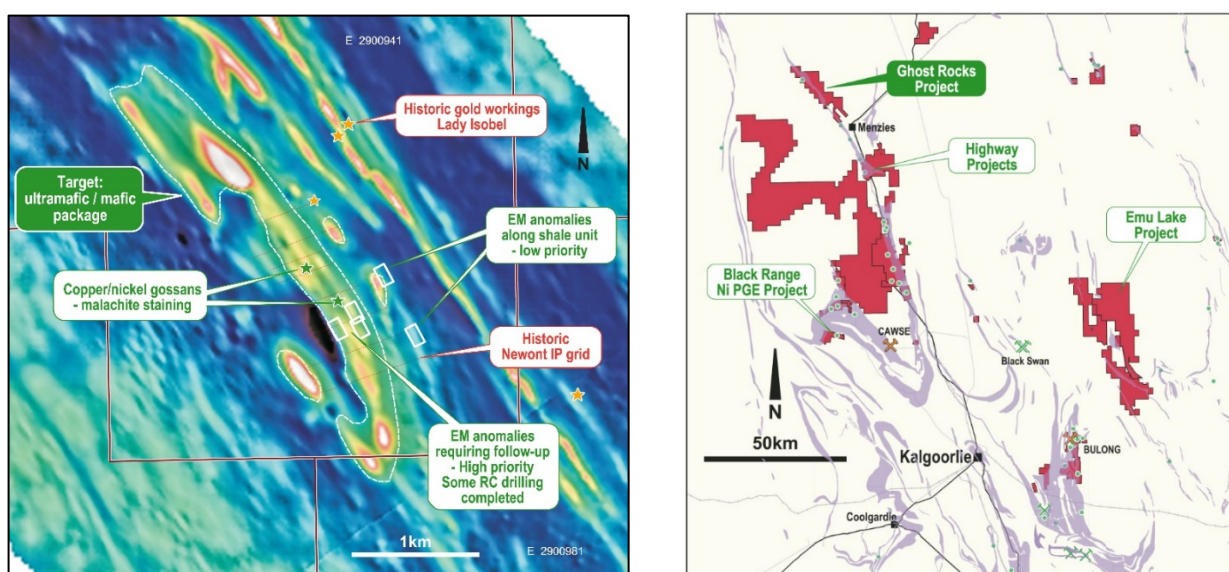 E 2900941
Historic gold workings
Lady Isobel
N
Target:
ultramafic / mafic
package
EM anomalies
along shale unit
- low priority
Copper/nickel gossans
- malachite staining
Historic
Newont IP grid
EM anomalies
requiring follow-up
- High priority
Some RC drilling
completed
1km
E 2900981
Ghost Rocks
Project
Menzies
Highway
Projects
Emu Lake
Project
Black Range
Ni PGE Project
CAWSE
Black Swan
N
50km
BULONG
Kalgoorlie
Coolgardie